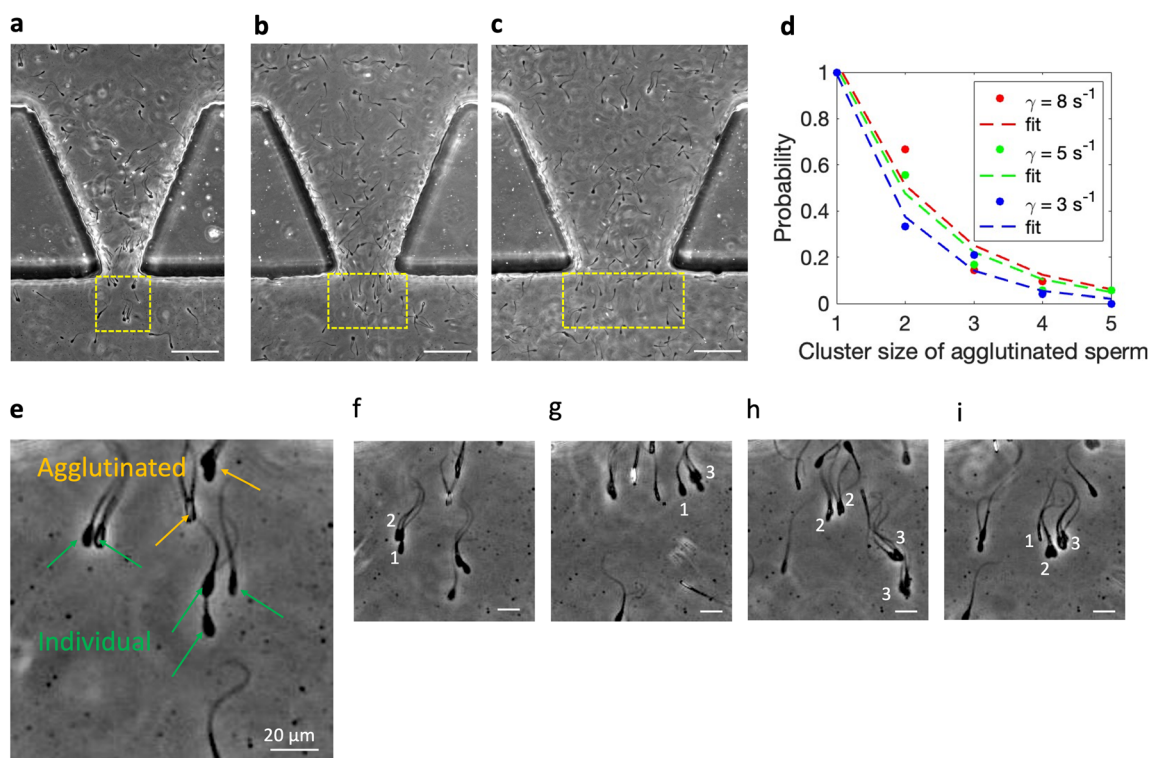 a
b
c
d
1
0.8
0.6
0.4
0.2
0
1
2
3
4
5
Probability
Cluster size of agglutinated sperm
γ = 8 s⁻¹
fit
γ = 5 s⁻¹
fit
γ = 3 s⁻¹
fit
e
Agglutinated
Individual
20 μm
f
2
1
g
3
1
h
2
2
3
3
i
1
3
2